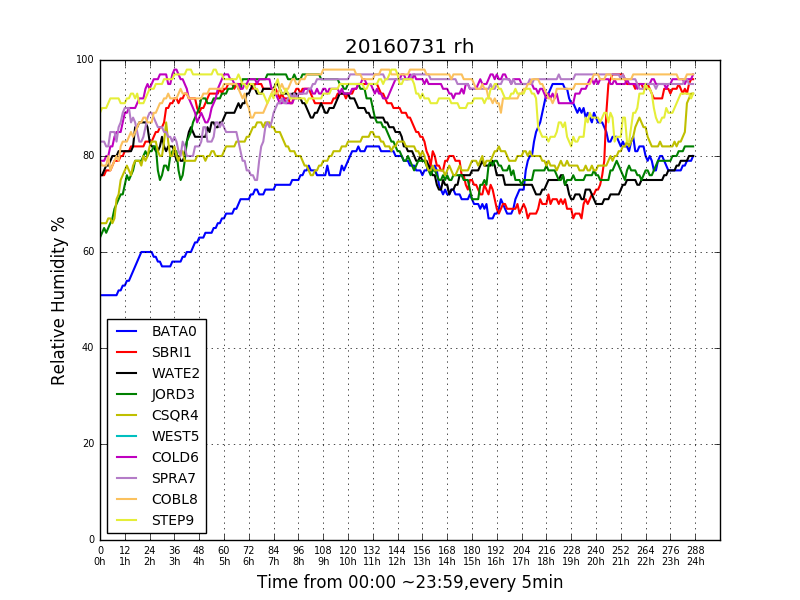 20160731 rh
Relative Humidity %
100
80
60
40
20
0
BATA0
SBRI1
WATE2
JORD3
CSQR4
WEST5
COLD6
SPRA7
COBL8
STEP9
0 12 24 36 48 60 72 84 96 108 120 132 144 156 168 180 192 204 216 228 240 252 264 276 288
0h 1h 2h 3h 4h 5h 6h 7h 8h 9h 10h 11h 12h 13h 14h 15h 16h 17h 18h 19h 20h 21h 22h 23h 24h
Time from 00:00 ~23:59,every 5min